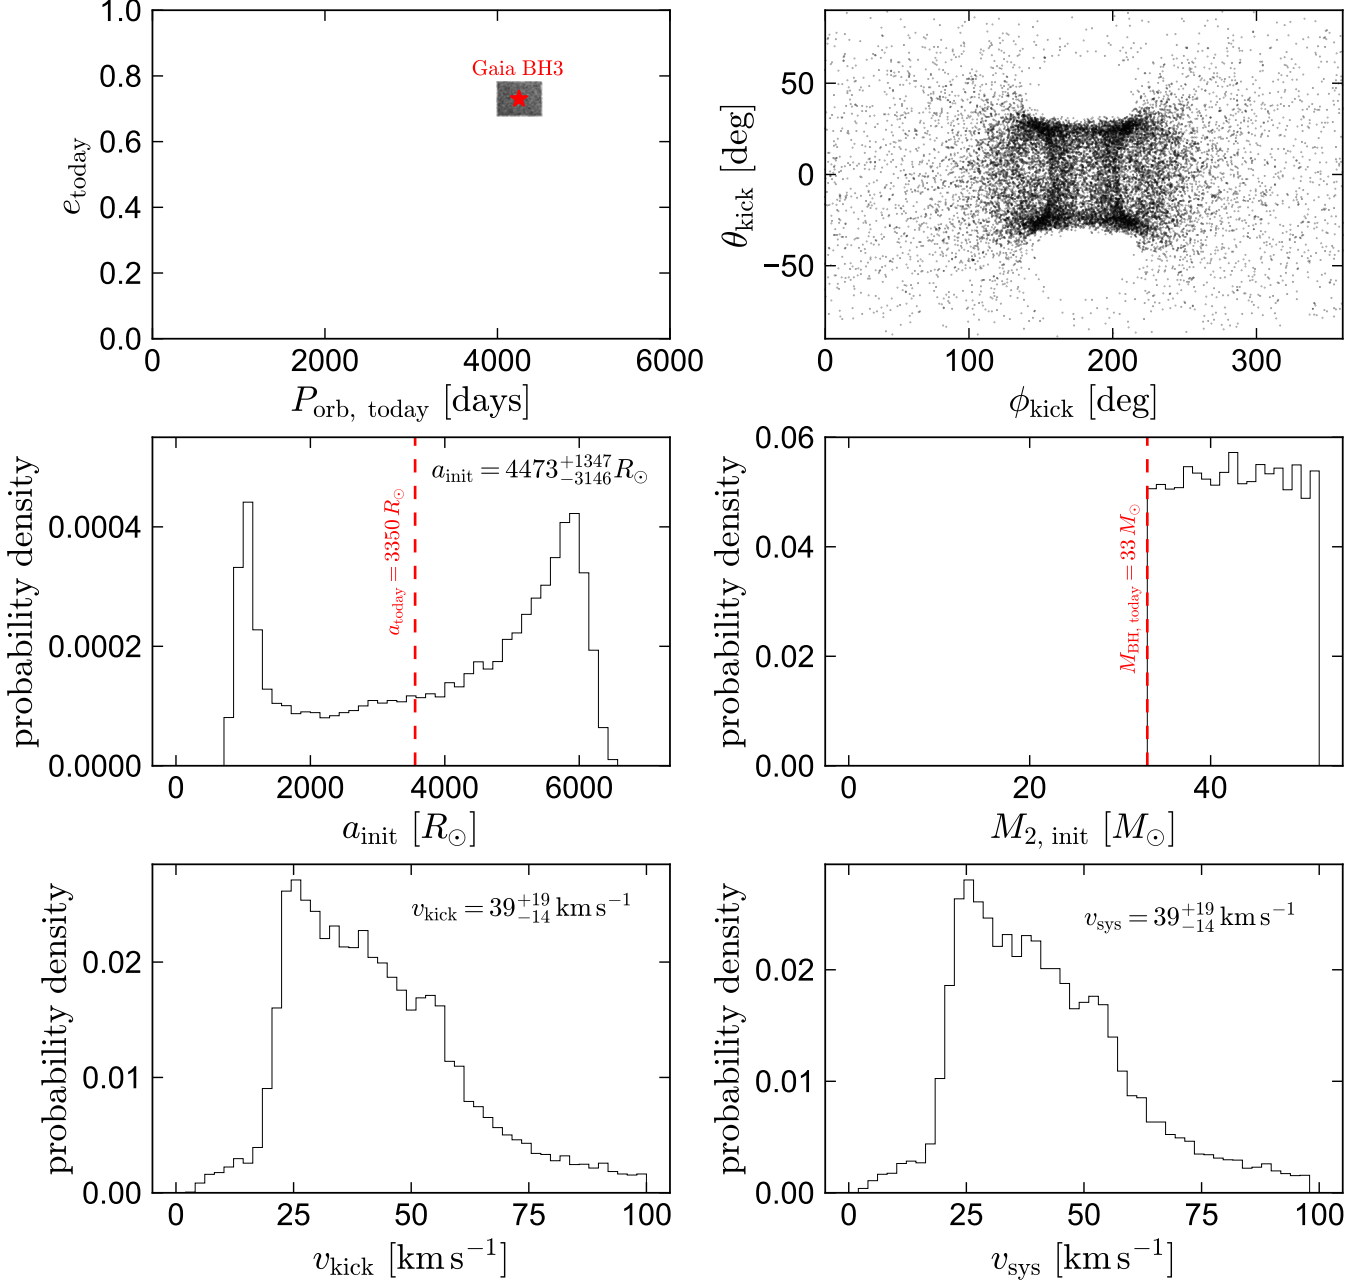 1.0
0.8
0.6
0.4
0.2
0.0
e_today
Gaia BH3
0 2000 4000 6000
P_orb, today [days]
50
0
−50
θ_kick [deg]
0 100 200 300
ϕ_kick [deg]
0.0004
0.0002
0.0000
probability density
a_init = 4473^{+1347}_{−3146} R_⊙
a_today = 3350 R_⊙
0 2000 4000 6000
a_init [R_⊙]
0.06
0.04
0.02
0.00
probability density
M_BH, today = 33 M_⊙
0 20 40
M_2, init [M_⊙]
0.02
0.01
0.00
probability density
v_kick = 39^{+19}_{−14} km s^{−1}
0 25 50 75 100
v_kick [km s^{−1}]
0.02
0.01
0.00
probability density
v_sys = 39^{+19}_{−14} km s^{−1}
0 25 50 75 100
v_sys [km s^{−1}]